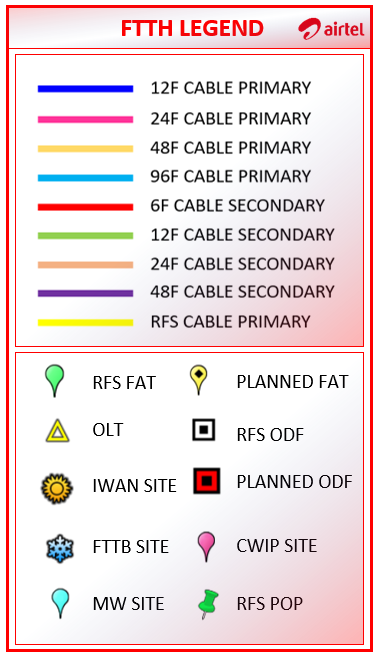 FTTH LEGEND
airtel
12F CABLE PRIMARY
24F CABLE PRIMARY
48F CABLE PRIMARY
96F CABLE PRIMARY
6F CABLE SECONDARY
12F CABLE SECONDARY
24F CABLE SECONDARY
48F CABLE SECONDARY
RFS CABLE PRIMARY
RFS FAT
PLANNED FAT
OLT
RFS ODF
IWAN SITE
PLANNED ODF
FTTB SITE
CWIP SITE
MW SITE
RFS POP